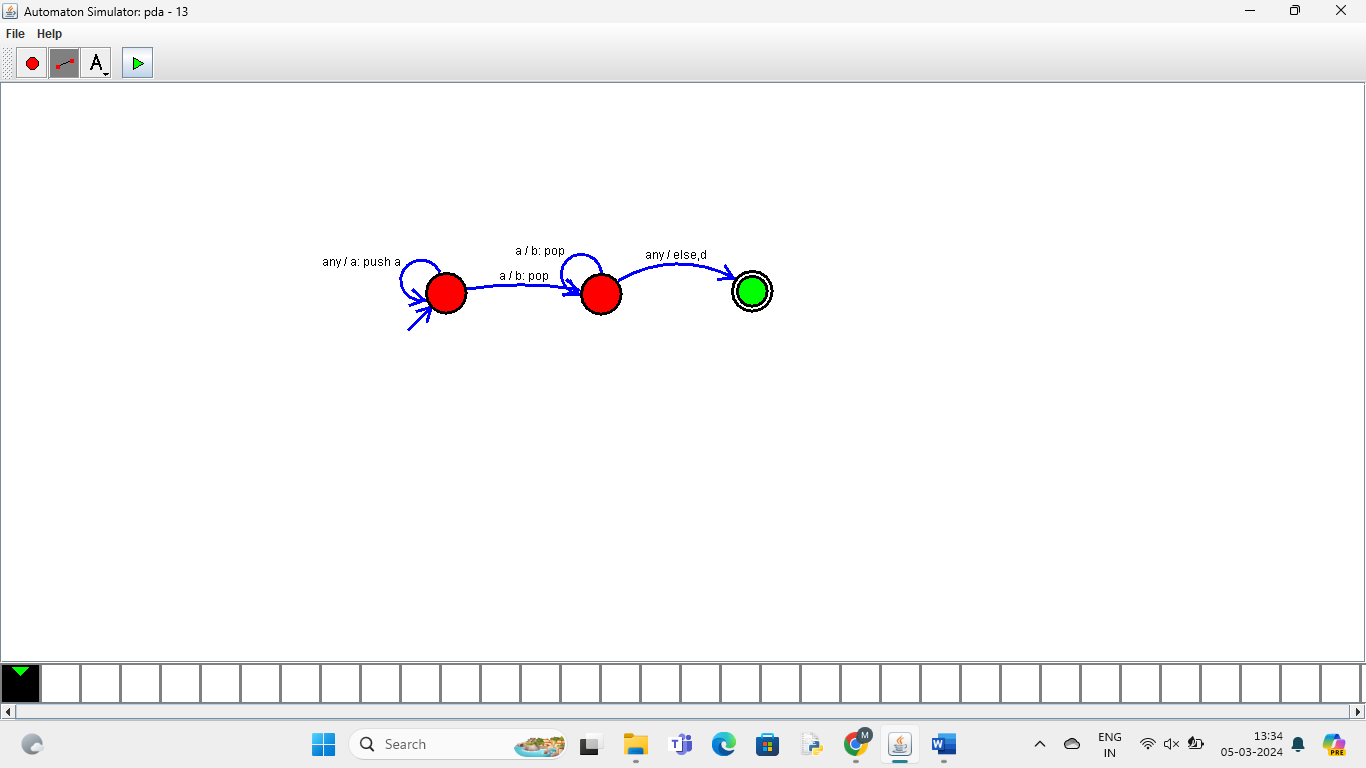 Automaton Simulator: pda - 13
File Help
A
any / a: push a
a / b: pop
a / b: pop
any / else,d
Search
M
ENG
IN
13:34
05-03-2024
PRE